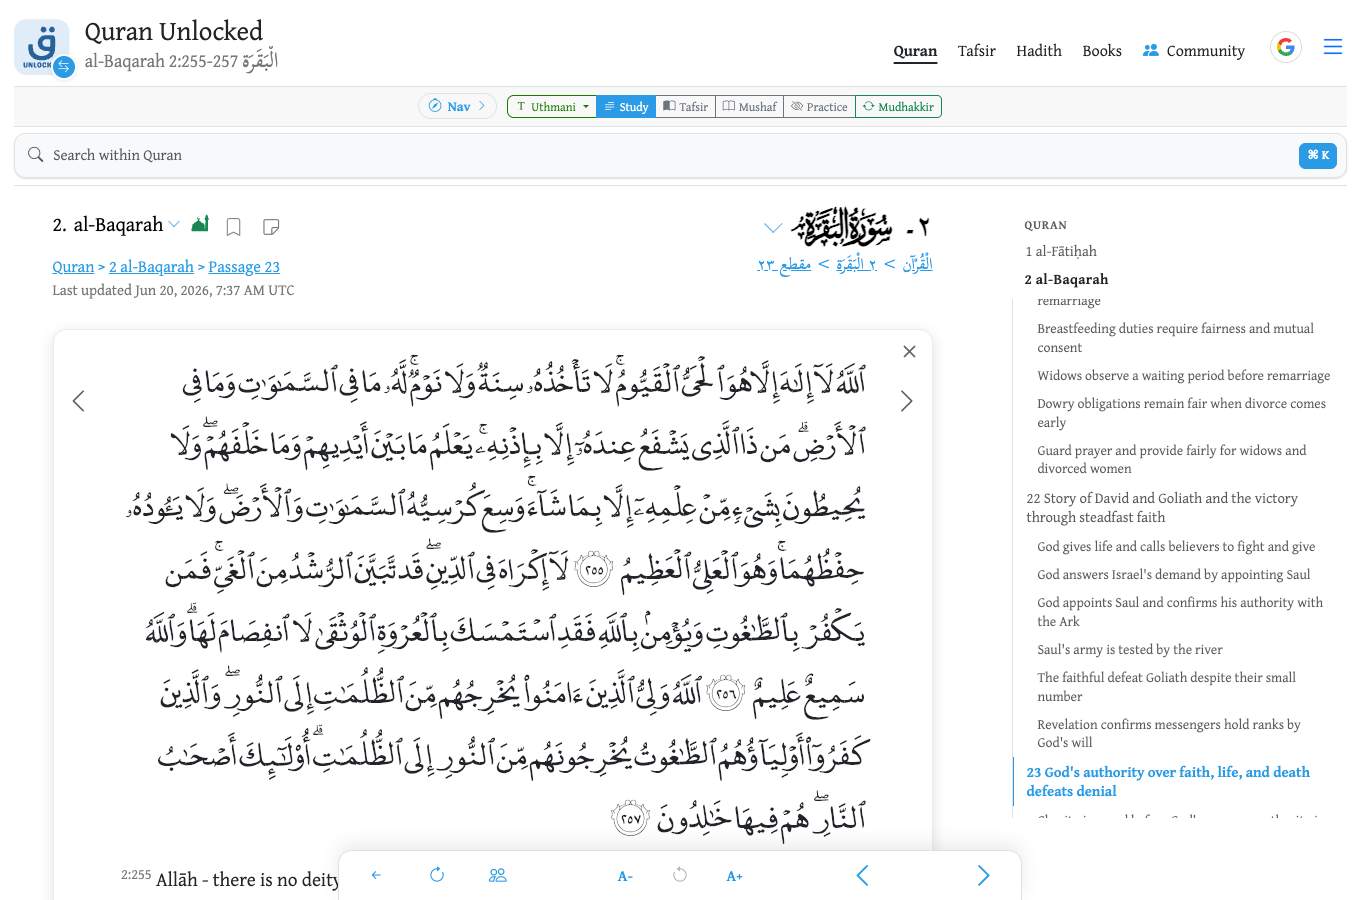 Quran Unlocked
al-Baqarah 2:255-257 الْبَقَرَة
ق
UNLOCK
Quran
Tafsir
Hadith
Books
Community
Nav
Uthmani
Study
Tafsir
Mushaf
Practice
Mudhakkir
Search within Quran
⌘ K
2. al-Baqarah
٢ - سُورَةُ الْبَقَرَةِ
Quran > 2 al-Baqarah > Passage 23
الْقُرْآن > ٢ الْبَقَرَة > مقطع ٢٣
Last updated Jun 20, 2026, 7:37 AM UTC
ٱللَّهُ لَآ إِلَٰهَ إِلَّا هُوَ ٱلْحَىُّ ٱلْقَيُّومُ ۚ لَا تَأْخُذُهُۥ سِنَةٌ وَلَا نَوْمٌ ۚ لَّهُۥ مَا فِى ٱلسَّمَٰوَٰتِ وَمَا فِى
ٱلْأَرْضِ ۗ مَن ذَا ٱلَّذِى يَشْفَعُ عِندَهُۥٓ إِلَّا بِإِذْنِهِۦ ۚ يَعْلَمُ مَا بَيْنَ أَيْدِيهِمْ وَمَا خَلْفَهُمْ ۖ وَلَا
يُحِيطُونَ بِشَىْءٍ مِّنْ عِلْمِهِۦٓ إِلَّا بِمَا شَآءَ ۚ وَسِعَ كُرْسِيُّهُ ٱلسَّمَٰوَٰتِ وَٱلْأَرْضَ ۖ وَلَا يَـُٔودُهُۥ
حِفْظُهُمَا ۚ وَهُوَ ٱلْعَلِىُّ ٱلْعَظِيمُ ٢٥٥ لَآ إِكْرَاهَ فِى ٱلدِّينِ ۖ قَد تَّبَيَّنَ ٱلرُّشْدُ مِنَ ٱلْغَىِّ ۚ فَمَن
يَكْفُرْ بِٱلطَّٰغُوتِ وَيُؤْمِنۢ بِٱللَّهِ فَقَدِ ٱسْتَمْسَكَ بِٱلْعُرْوَةِ ٱلْوُثْقَىٰ لَا ٱنفِصَامَ لَهَا ۗ وَٱللَّهُ
سَمِيعٌ عَلِيمٌ ٢٥٦ ٱللَّهُ وَلِىُّ ٱلَّذِينَ ءَامَنُوا۟ يُخْرِجُهُم مِّنَ ٱلظُّلُمَٰتِ إِلَى ٱلنُّورِ ۖ وَٱلَّذِينَ
كَفَرُوٓا۟ أَوْلِيَآؤُهُمُ ٱلطَّٰغُوتُ يُخْرِجُونَهُم مِّنَ ٱلنُّورِ إِلَى ٱلظُّلُمَٰتِ ۗ أُو۟لَٰٓئِكَ أَصْحَٰبُ
ٱلنَّارِ ۖ هُمْ فِيهَا خَٰلِدُونَ ٢٥٧
2:255 Allāh - there is no deity
A-
A+
QURAN
1 al-Fātiḥah
2 al-Baqarah
remarriage
Breastfeeding duties require fairness and mutual
consent
Widows observe a waiting period before remarriage
Dowry obligations remain fair when divorce comes
early
Guard prayer and provide fairly for widows and
divorced women
22 Story of David and Goliath and the victory
through steadfast faith
God gives life and calls believers to fight and give
God answers Israel's demand by appointing Saul
God appoints Saul and confirms his authority with
the Ark
Saul's army is tested by the river
The faithful defeat Goliath despite their small
number
Revelation confirms messengers hold ranks by
God's will
23 God's authority over faith, life, and death
defeats denial